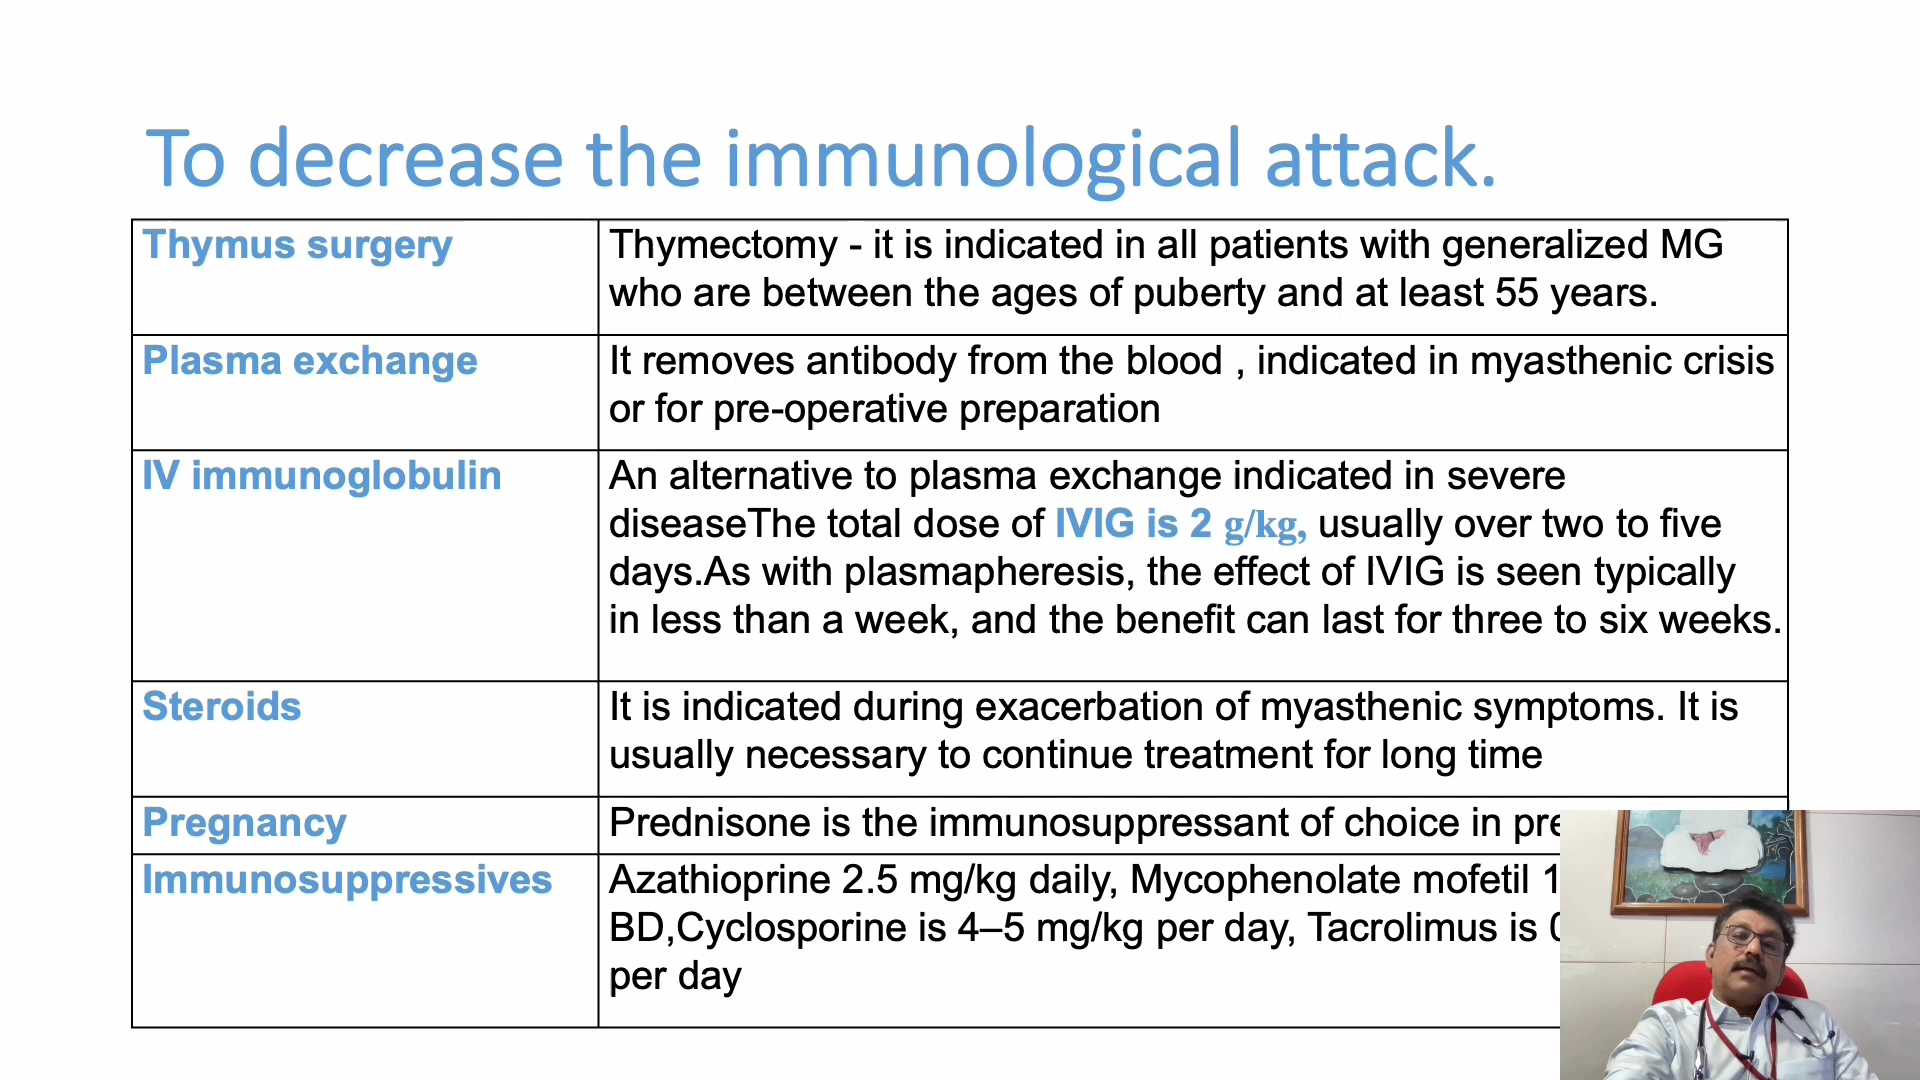 To decrease the immunological attack.
Thymus surgery
Thymectomy - it is indicated in all patients with generalized MG
who are between the ages of puberty and at least 55 years.
Plasma exchange
It removes antibody from the blood , indicated in myasthenic crisis
or for pre-operative preparation
IV immunoglobulin
An alternative to plasma exchange indicated in severe
diseaseThe total dose of IVIG is 2 g/kg, usually over two to five
days.As with plasmapheresis, the effect of IVIG is seen typically
in less than a week, and the benefit can last for three to six weeks.
Steroids
It is indicated during exacerbation of myasthenic symptoms. It is
usually necessary to continue treatment for long time
Pregnancy
Prednisone is the immunosuppressant of choice in
Immunosuppressives
Azathioprine 2.5 mg/kg daily, Mycophenolate mofetil
BD,Cyclosporine is 4–5 mg/kg per day, Tacrolimus is
per day